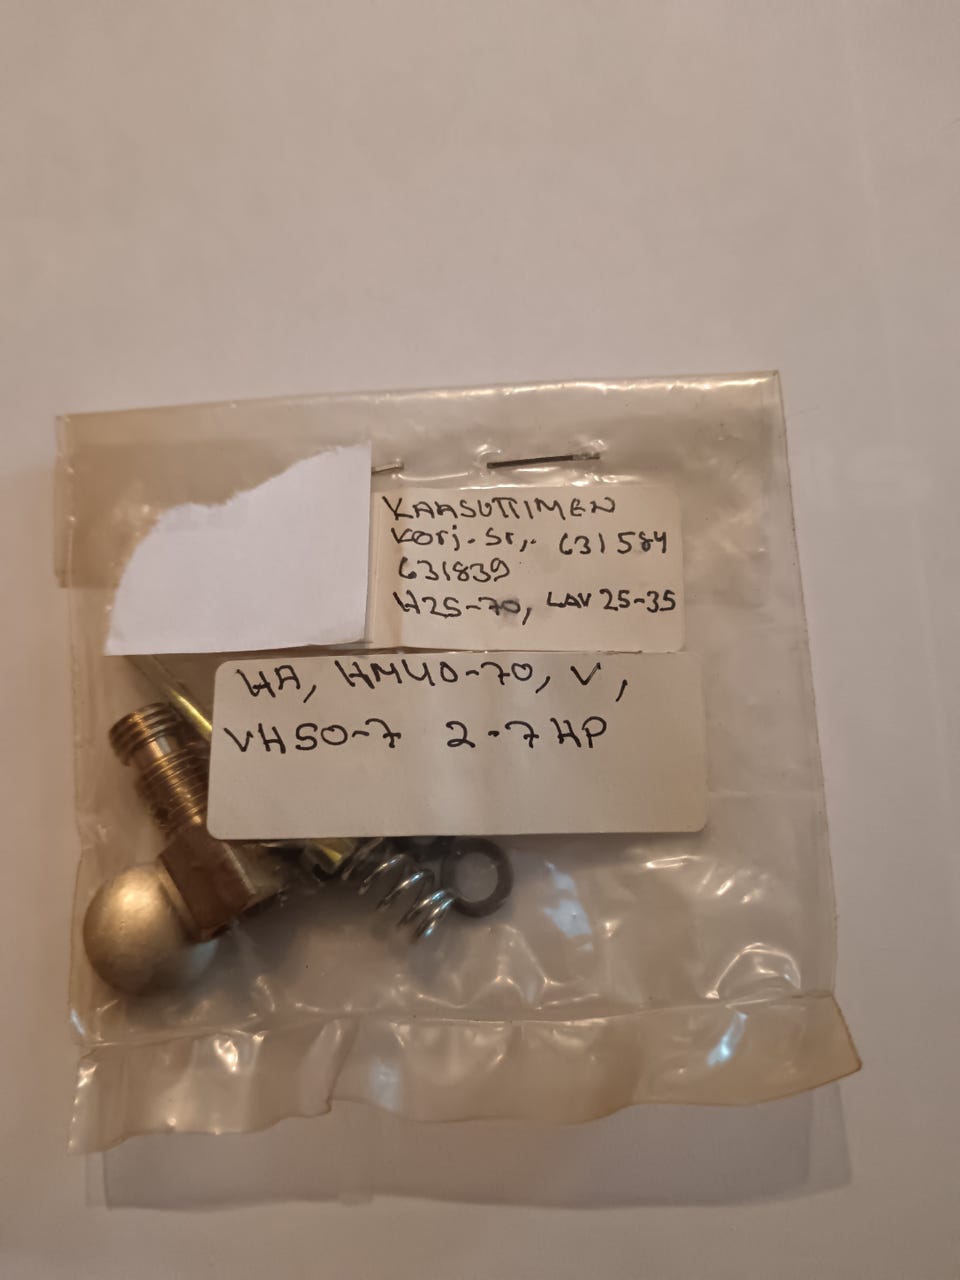 KAASUTTIMEN
korj. sr,. 631584
631839
H25-70, LAV 25-35
HA, HM40-70, V,
VH50-7 2-7 HP